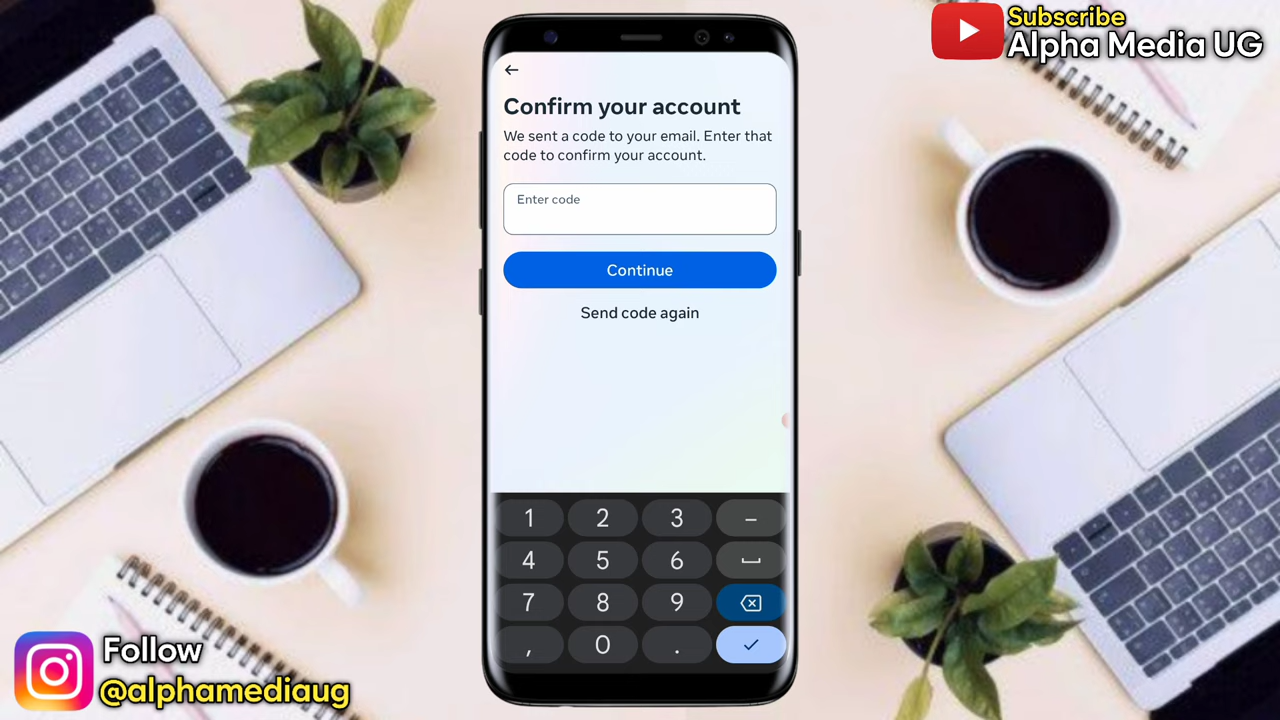 Subscribe
Alpha Media UG
Confirm your account
We sent a code to your email. Enter that
code to confirm your account.
Enter code
Continue
Send code again
1 2 3 –
4 5 6
7 8 9
, 0 .
Follow
@alphamediaug